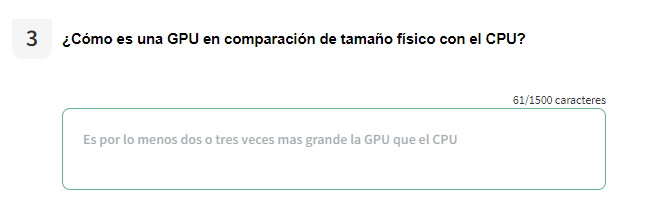 3 ¿Cómo es una GPU en comparación de tamaño físico con el CPU?
61/1500 caracteres
Es por lo menos dos o tres veces mas grande la GPU que el CPU